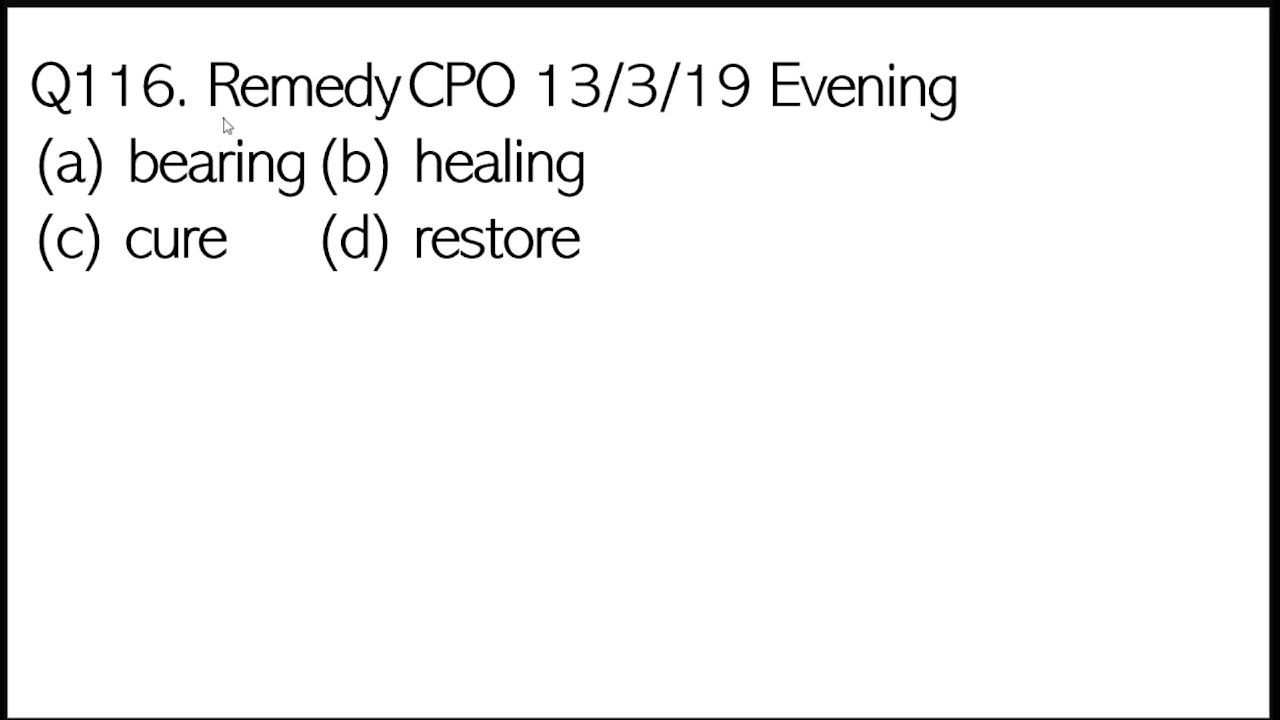 Q116. Remedy CPO 13/3/19 Evening
(a) bearing (b) healing
(c) cure (d) restore